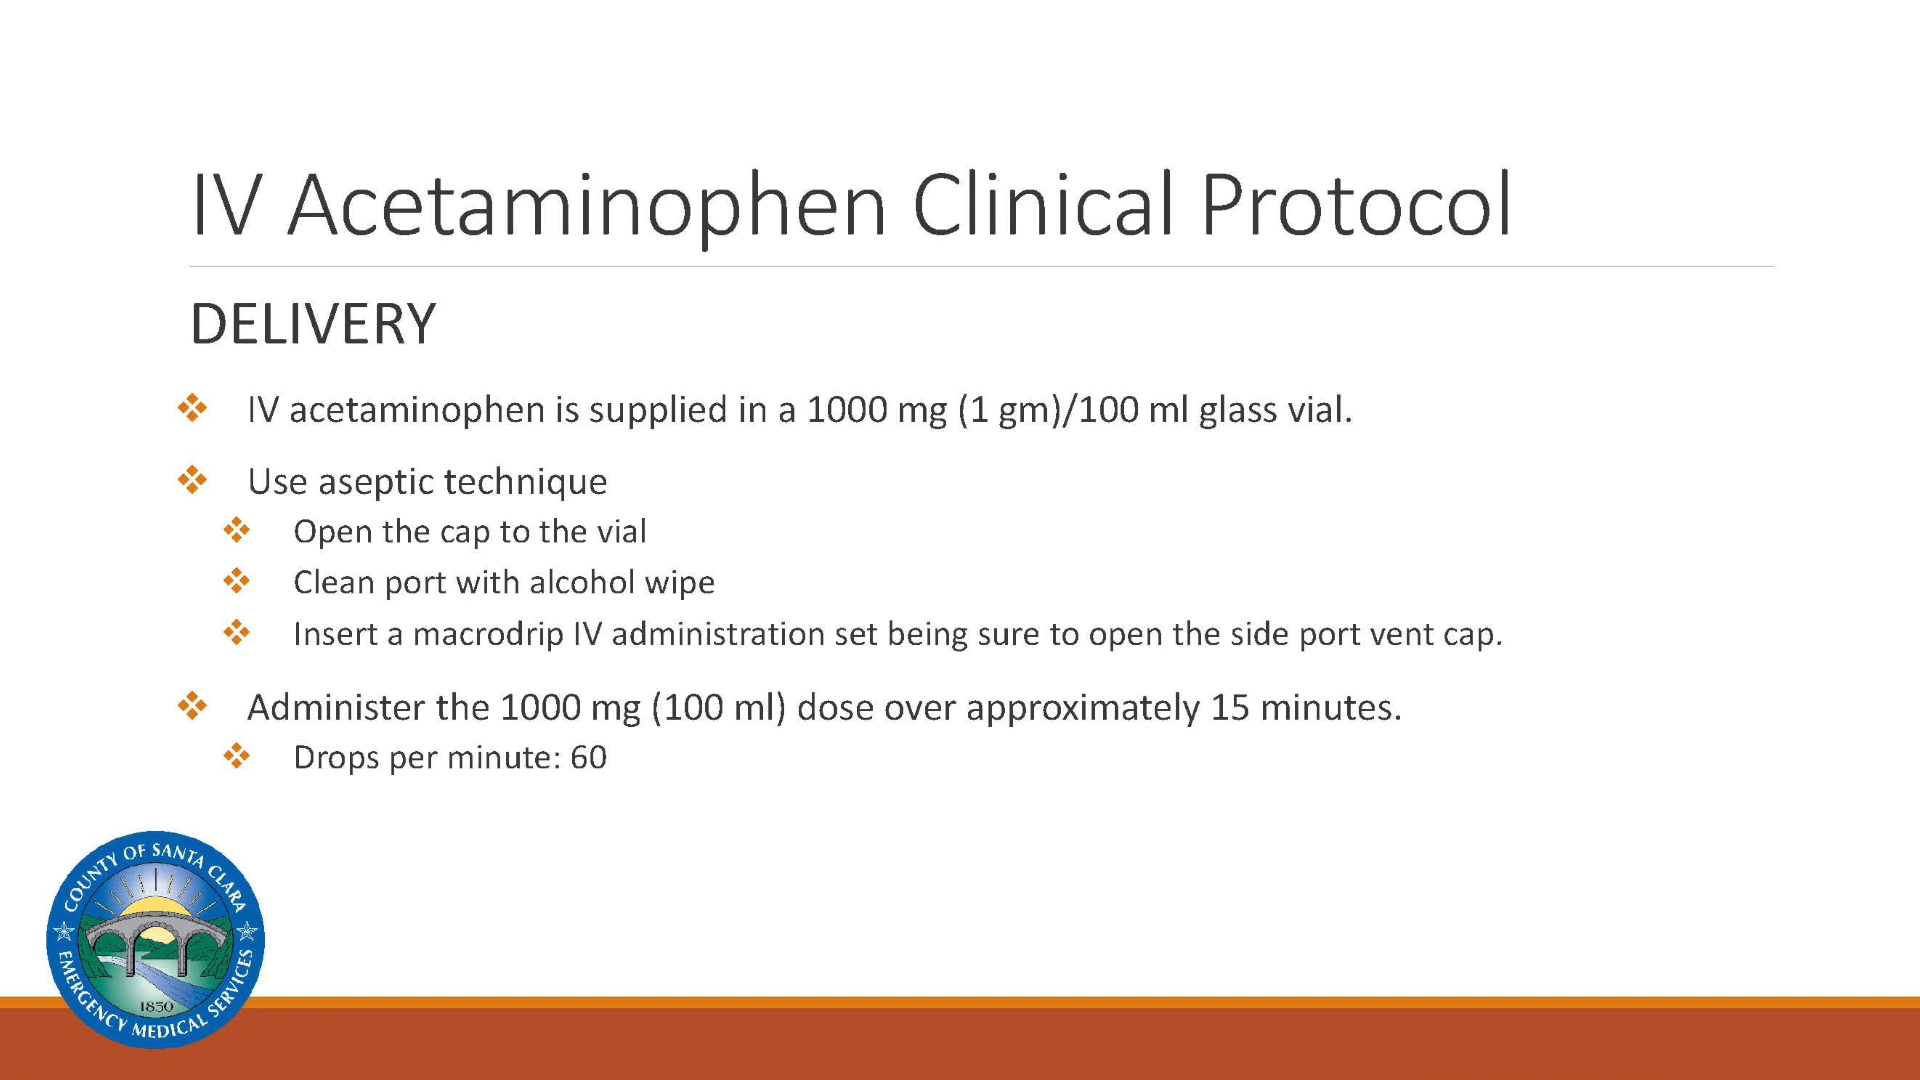 IV Acetaminophen Clinical Protocol
DELIVERY
IV acetaminophen is supplied in a 1000 mg (1 gm)/100 ml glass vial.
Use aseptic technique
Open the cap to the vial
Clean port with alcohol wipe
Insert a macrodrip IV administration set being sure to open the side port vent cap.
Administer the 1000 mg (100 ml) dose over approximately 15 minutes.
Drops per minute: 60
COUNTY OF SANTA CLARA
1850
EMERGENCY MEDICAL SERVICES